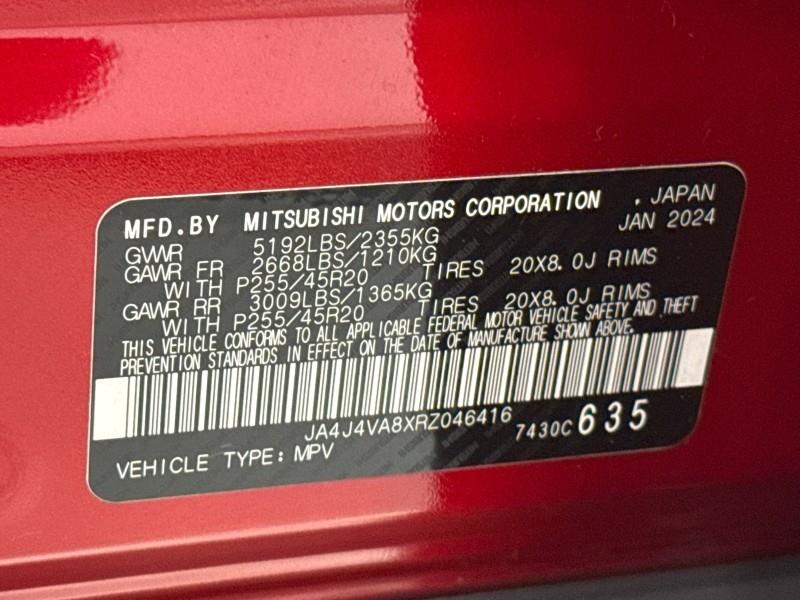 MFD.BY MITSUBISHI MOTORS CORPORATION . JAPAN
JAN 2024
GVWR 5192LBS/2355KG
GAWR FR 2668LBS/1210KG
WITH P255/45R20 TIRES 20X8.0J RIMS
GAWR RR 3009LBS/1365KG
WITH P255/45R20 TIRES 20X8.0J RIMS
THIS VEHICLE CONFORMS TO ALL APPLICABLE FEDERAL MOTOR VEHICLE SAFETY AND THEFT
PREVENTION STANDARDS IN EFFECT ON THE DATE OF MANUFACTURE SHOWN ABOVE.
JA4J4VA8XRZ046416
7430C635
VEHICLE TYPE: MPV